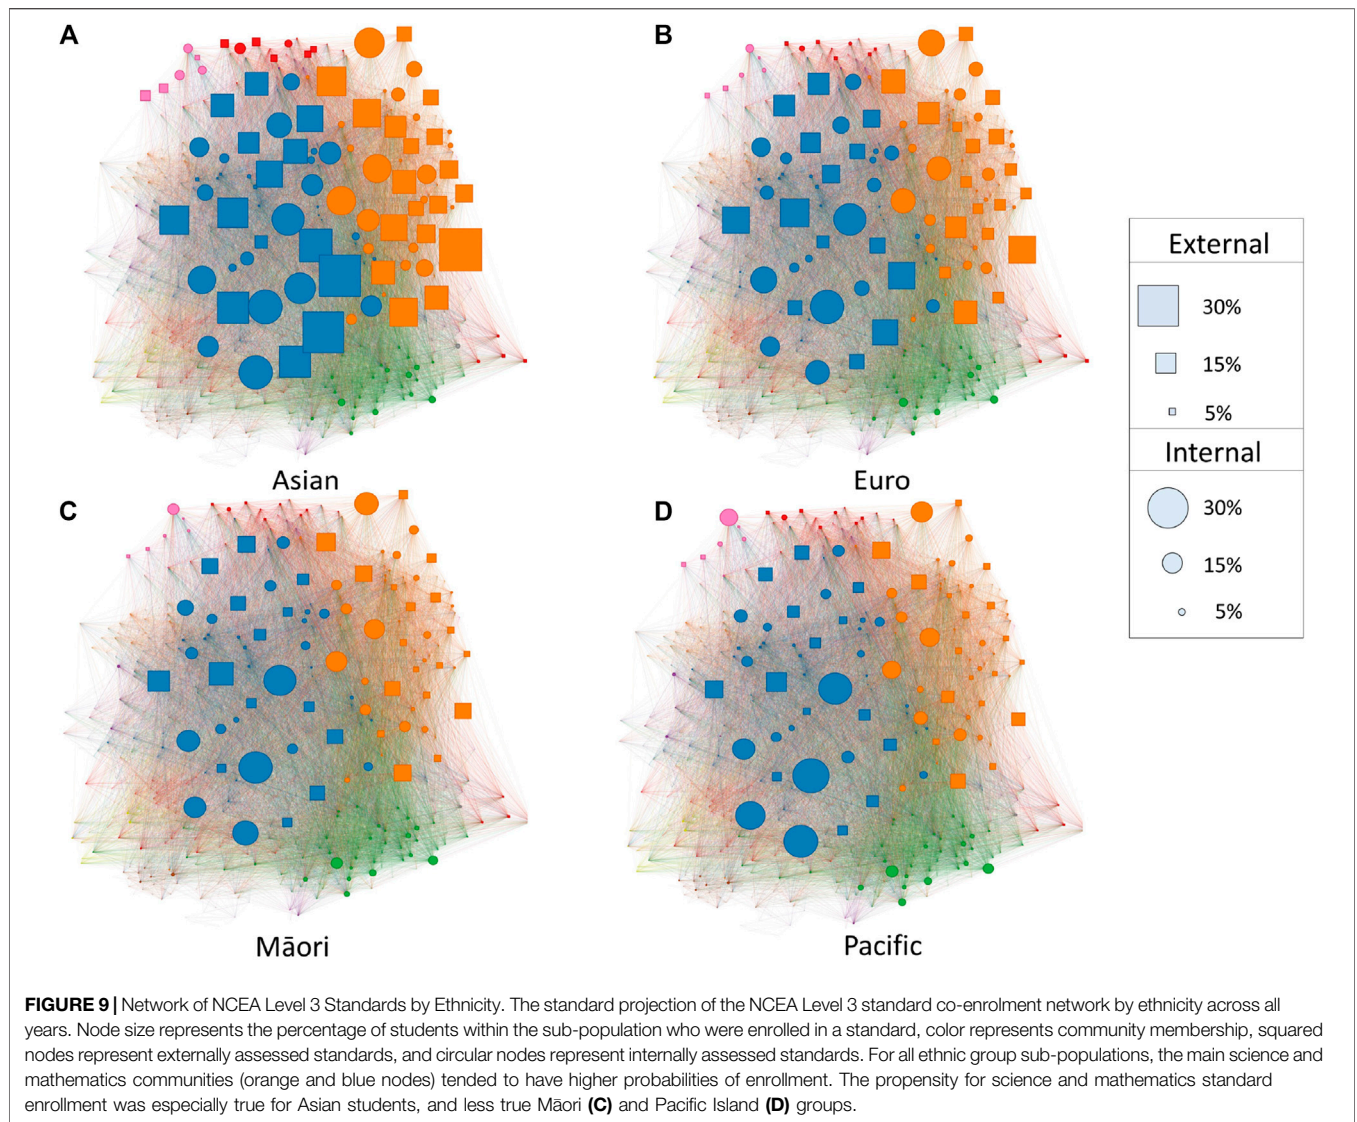 A
B
Asian
Euro
C
D
Māori
Pacific
External
30%
15%
5%
Internal
30%
15%
5%
FIGURE 9 | Network of NCEA Level 3 Standards by Ethnicity. The standard projection of the NCEA Level 3 standard co-enrolment network by ethnicity across all
years. Node size represents the percentage of students within the sub-population who were enrolled in a standard, color represents community membership, squared
nodes represent externally assessed standards, and circular nodes represent internally assessed standards. For all ethnic group sub-populations, the main science and
mathematics communities (orange and blue nodes) tended to have higher probabilities of enrollment. The propensity for science and mathematics standard
enrollment was especially true for Asian students, and less true Māori (C) and Pacific Island (D) groups.